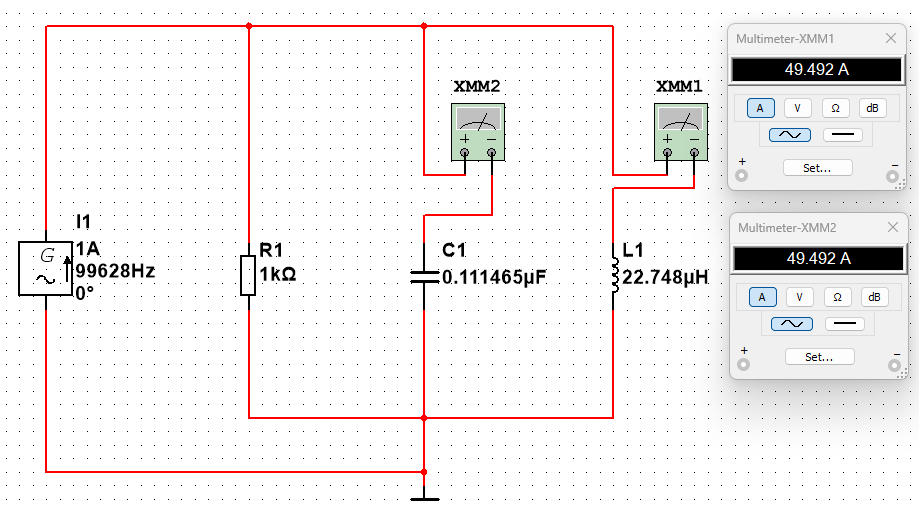 XMM2
XMM1
+ −
+ −
I1
G
1A
99628Hz
0°
R1
1kΩ
C1
0.111465µF
L1
22.748µH
Multimeter-XMM1
49.492 A
A V Ω dB
+ Set... −
Multimeter-XMM2
49.492 A
A V Ω dB
+ Set... −